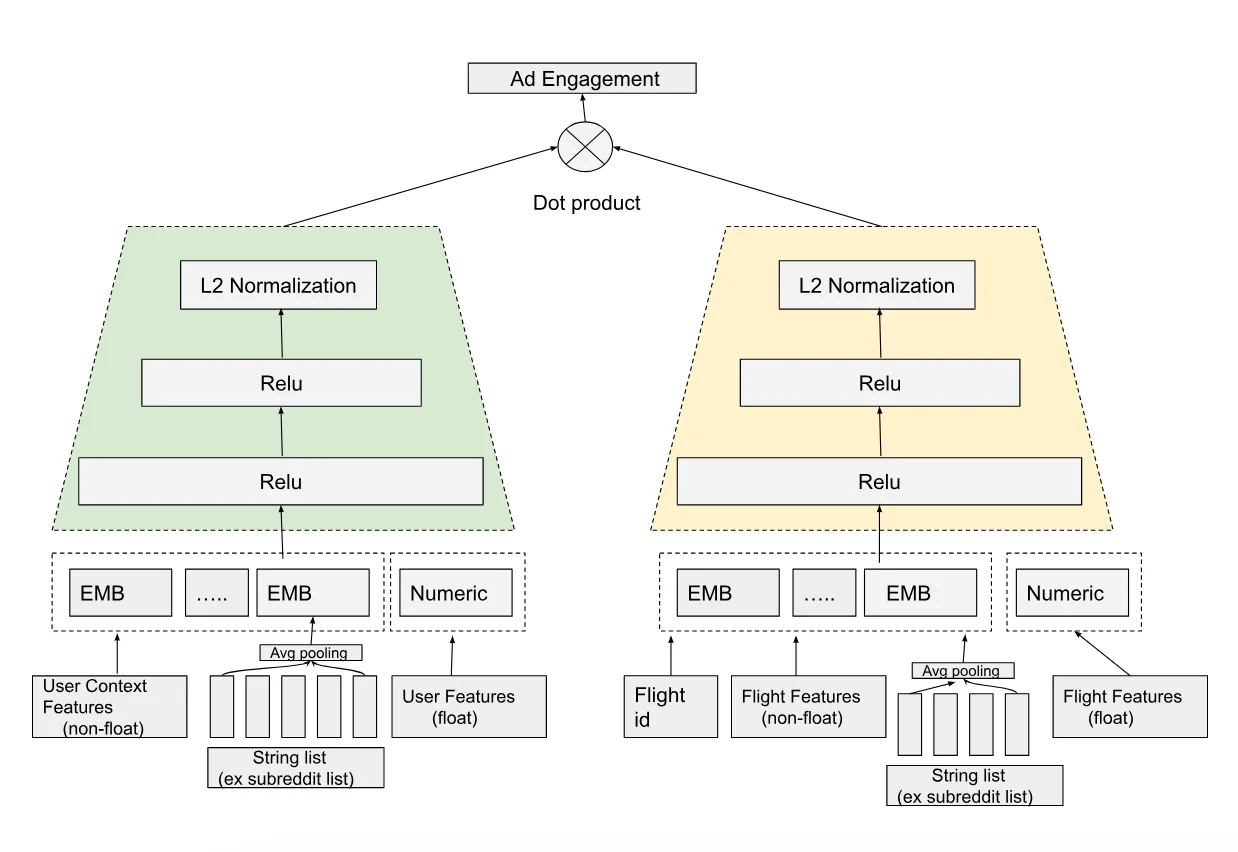 Ad Engagement
Dot product
L2 Normalization
Relu
Relu
EMB
.....
EMB
Numeric
Avg pooling
User Context
Features
(non-float)
String list
(ex subreddit list)
User Features
(float)
L2 Normalization
Relu
Relu
EMB
.....
EMB
Numeric
Flight
id
Flight Features
(non-float)
Avg pooling
String list
(ex subreddit list)
Flight Features
(float)